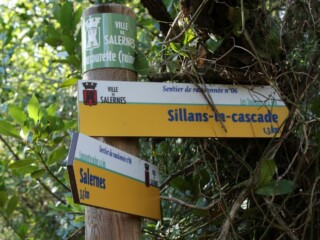 VILLE DE
SALERNES
VILLE DE
SALERNES
Sentier de randonnée n°06
Sillans-la-cascade
Salernes